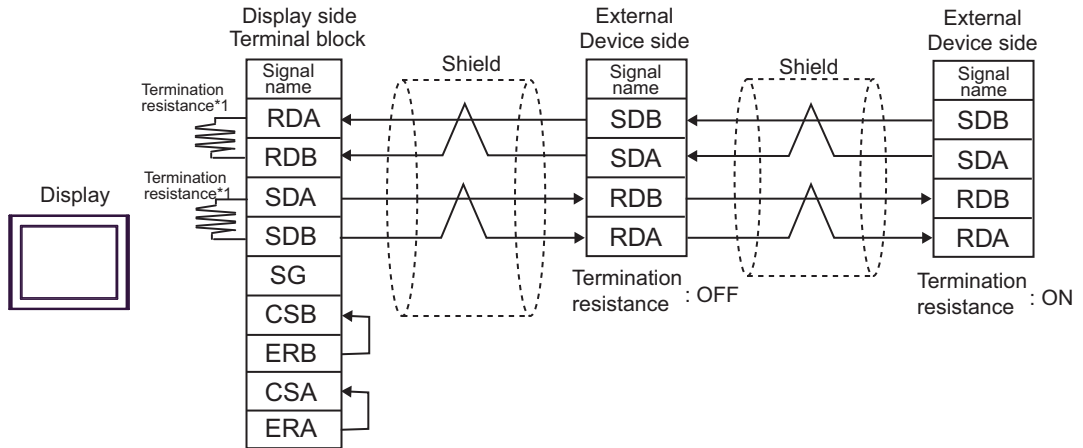 Display side
Terminal block
External
Device side
External
Device side
Signal
name
Shield
Signal
name
Shield
Signal
name
Termination
resistance*1
RDA
SDB
SDB
RDB
SDA
SDA
Display
Termination
resistance*1
SDA
RDB
RDB
SDB
RDA
RDA
SG
Termination
resistance : OFF
Termination
resistance : ON
CSB
ERB
CSA
ERA